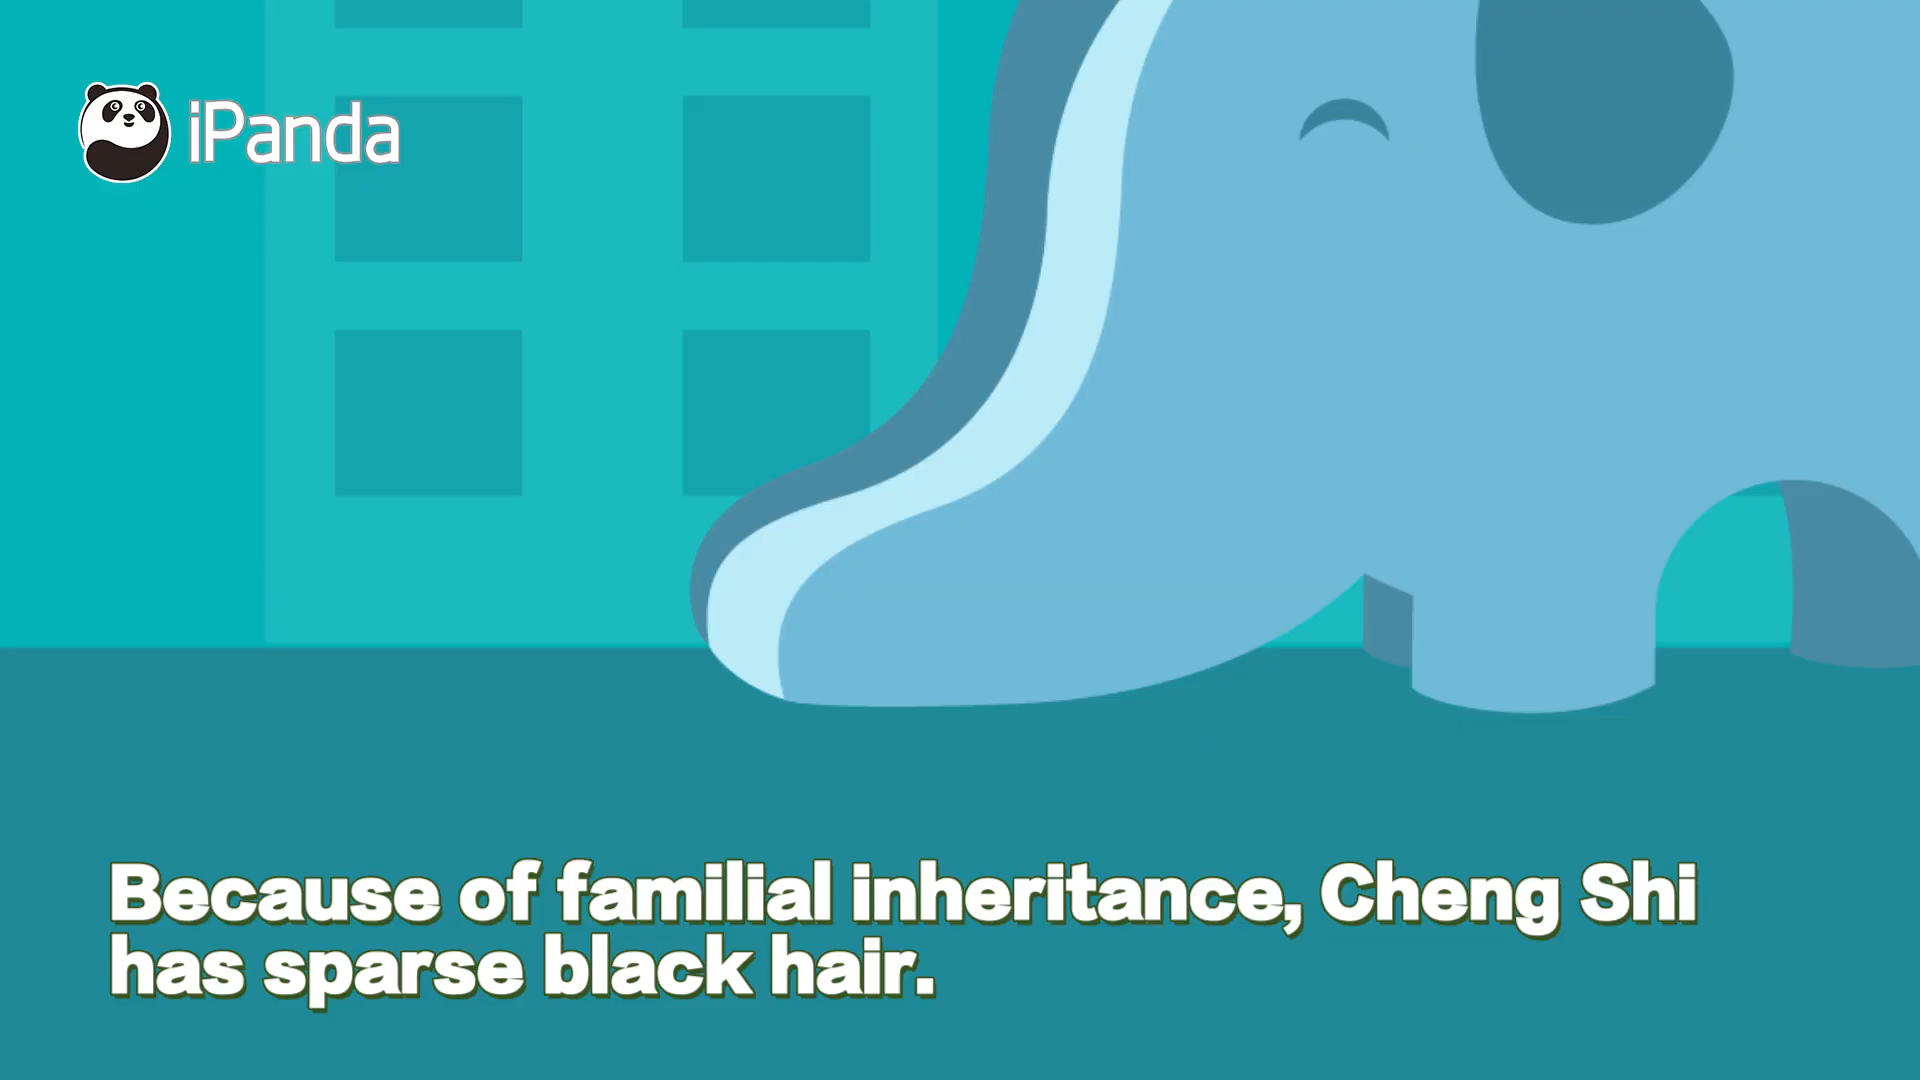 iPanda
Because of familial inheritance, Cheng Shi
has sparse black hair.